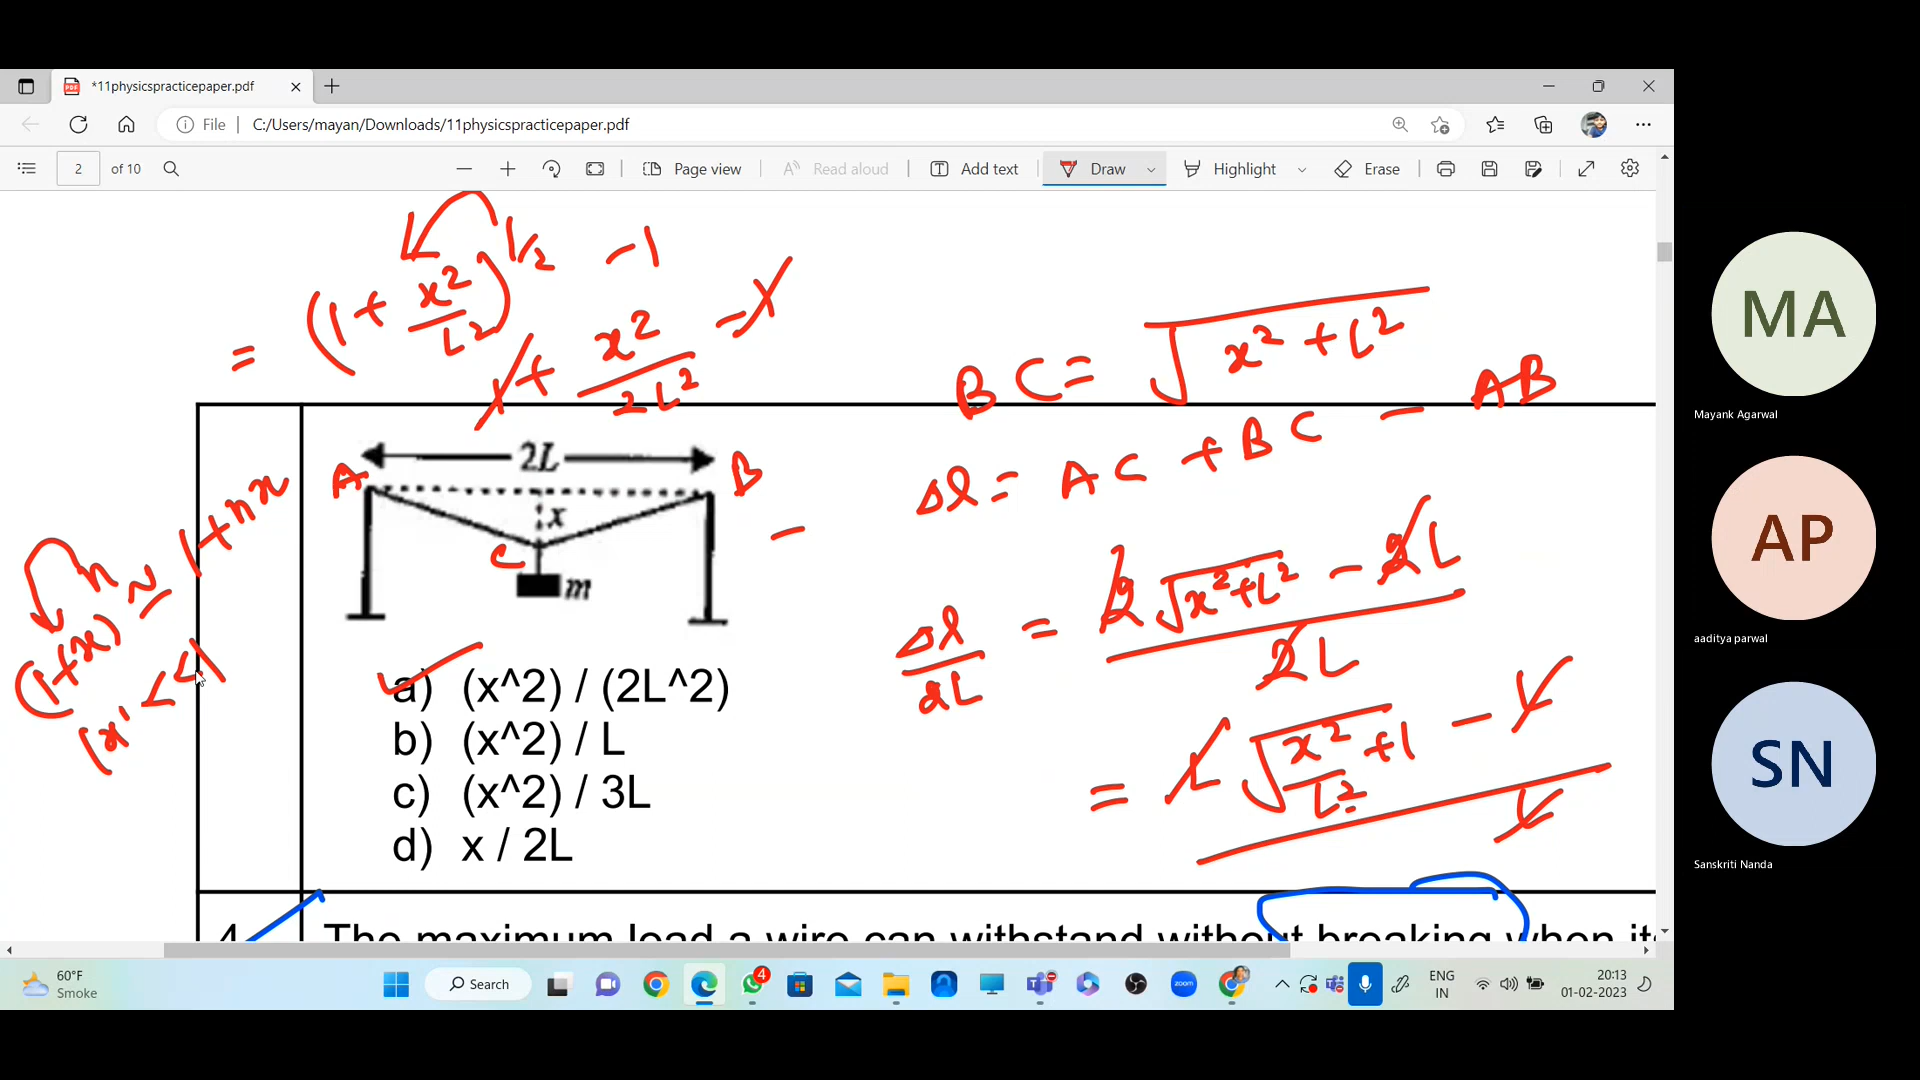 *11physicspracticepaper.pdf
File
C:/Users/mayan/Downloads/11physicspracticepaper.pdf
2 of 10
Page view
Read aloud
Add text
Draw
Highlight
Erase
= (1 + x²/L²)^1/2 - 1
1 + x²/2L² - 1
BC = √x² + L²
Δl = AC + BC - AB
2L
A
B
x
C
m
(1+x)^n ≃ 1 + nx
|x| << 1
Δl/2L = 2√x²+L² - 2L / 2L
= L √x²/L² + 1 - L / L
a) (x^2) / (2L^2)
b) (x^2) / L
c) (x^2) / 3L
d) x / 2L
4 The maximum load a wire can withstand without breaking when it
MA
Mayank Agarwal
AP
aaditya parwal
SN
Sanskriti Nanda
60°F
Smoke
Search
4
zoom
ENG
IN
20:13
01-02-2023